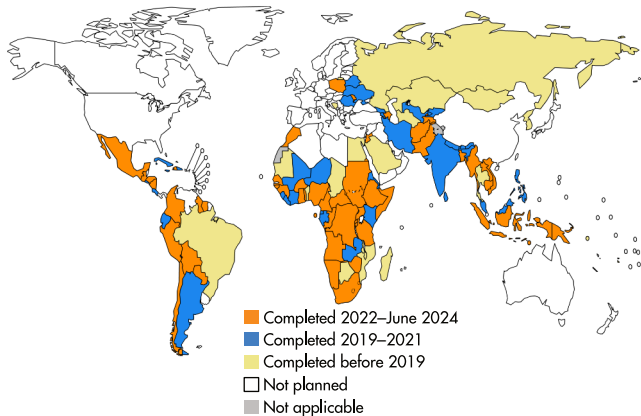 Completed 2022–June 2024
Completed 2019–2021
Completed before 2019
Not planned
Not applicable